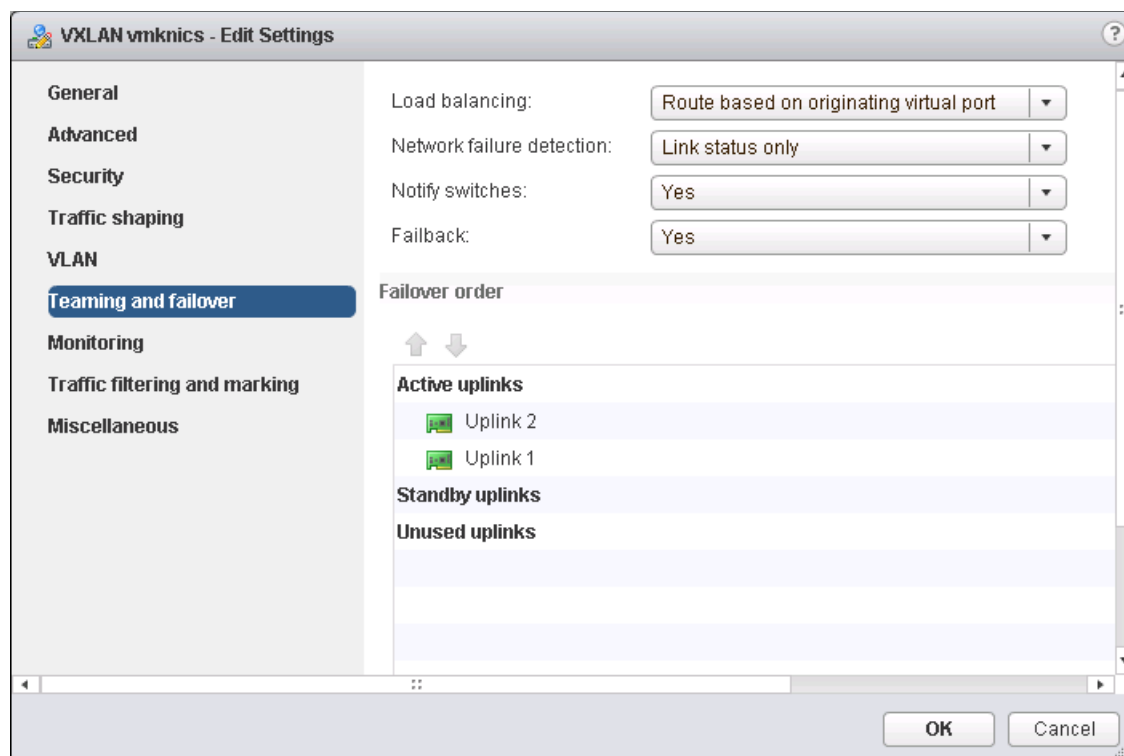 VXLAN vmknics - Edit Settings
?
General
Advanced
Security
Traffic shaping
VLAN
Teaming and failover
Monitoring
Traffic filtering and marking
Miscellaneous
Load balancing: Route based on originating virtual port
Network failure detection: Link status only
Notify switches: Yes
Failback: Yes
Failover order
Active uplinks
Uplink 2
Uplink 1
Standby uplinks
Unused uplinks
OK Cancel